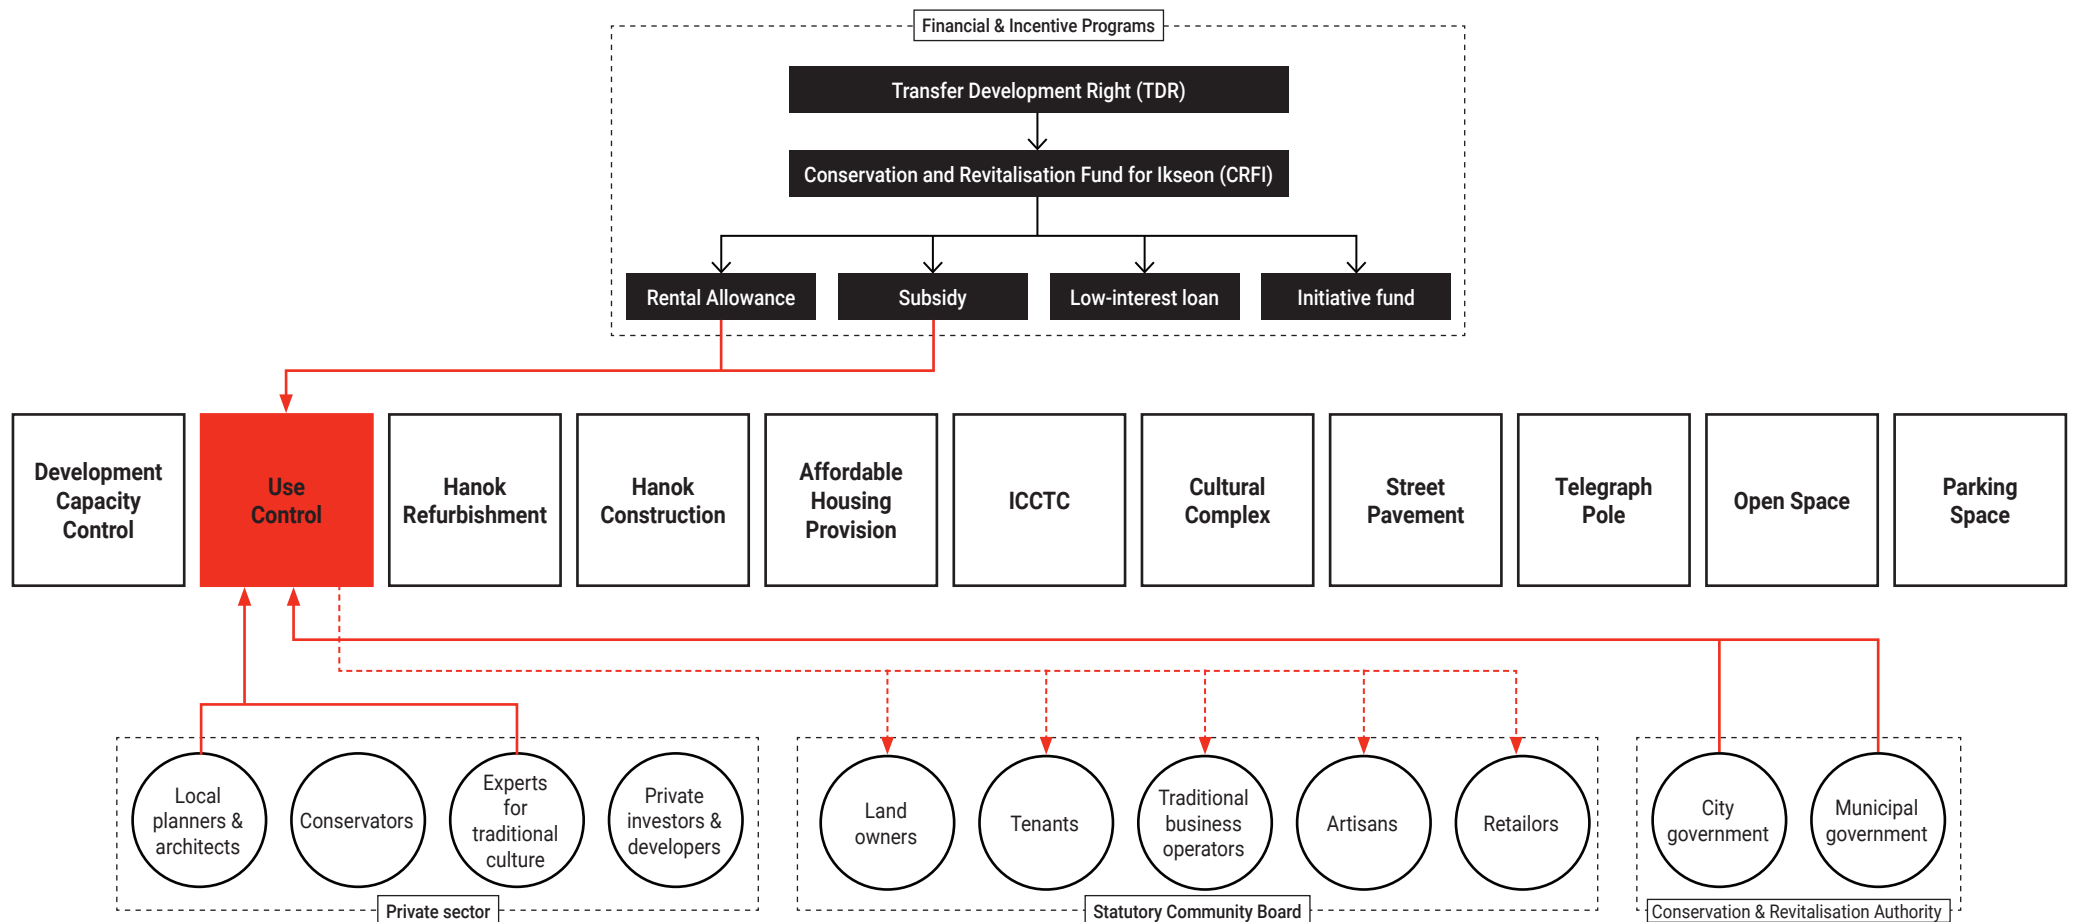 Financial & Incentive Programs
Transfer Development Right (TDR)
Conservation and Revitalisation Fund for Ikseon (CRFI)
Rental Allowance
Subsidy
Low-interest loan
Initiative fund
Development
Capacity
Control
Use
Control
Hanok
Refurbishment
Hanok
Construction
Affordable
Housing
Provision
ICCTC
Cultural
Complex
Street
Pavement
Telegraph
Pole
Open Space
Parking
Space
Local
planners &
architects
Conservators
Experts
for
traditional
culture
Private
investors &
developers
Land
owners
Tenants
Traditional
business
operators
Artisans
Retailors
City
government
Municipal
government
Private sector
Statutory Community Board
Conservation & Revitalisation Authority